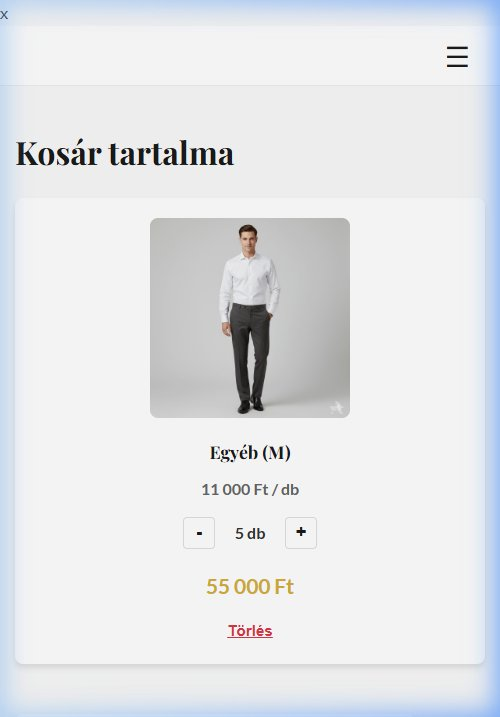 x
☰
Kosár tartalma
Egyéb (M)
11 000 Ft / db
- 5 db +
55 000 Ft
Törlés